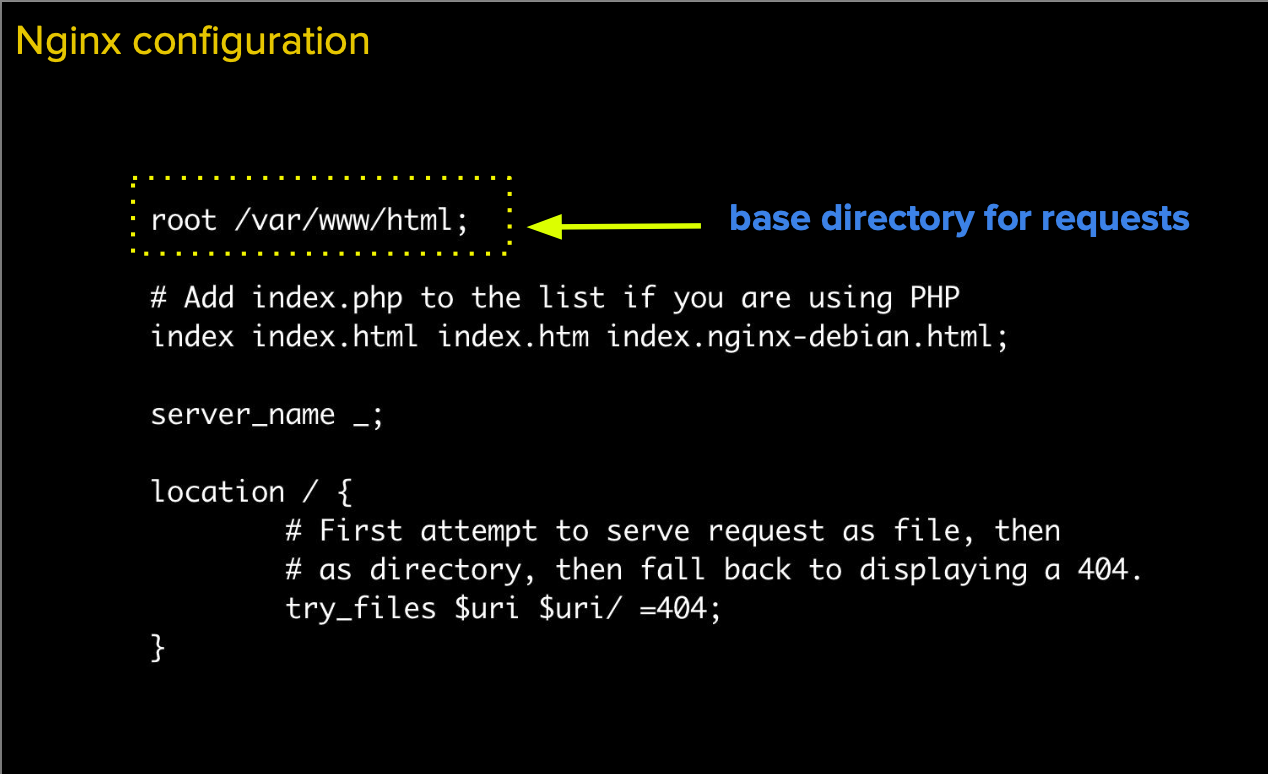 Nginx configuration
root /var/www/html;
base directory for requests
# Add index.php to the list if you are using PHP
index index.html index.htm index.nginx-debian.html;
server_name _;
location / {
# First attempt to serve request as file, then
# as directory, then fall back to displaying a 404.
try_files $uri $uri/ =404;
}